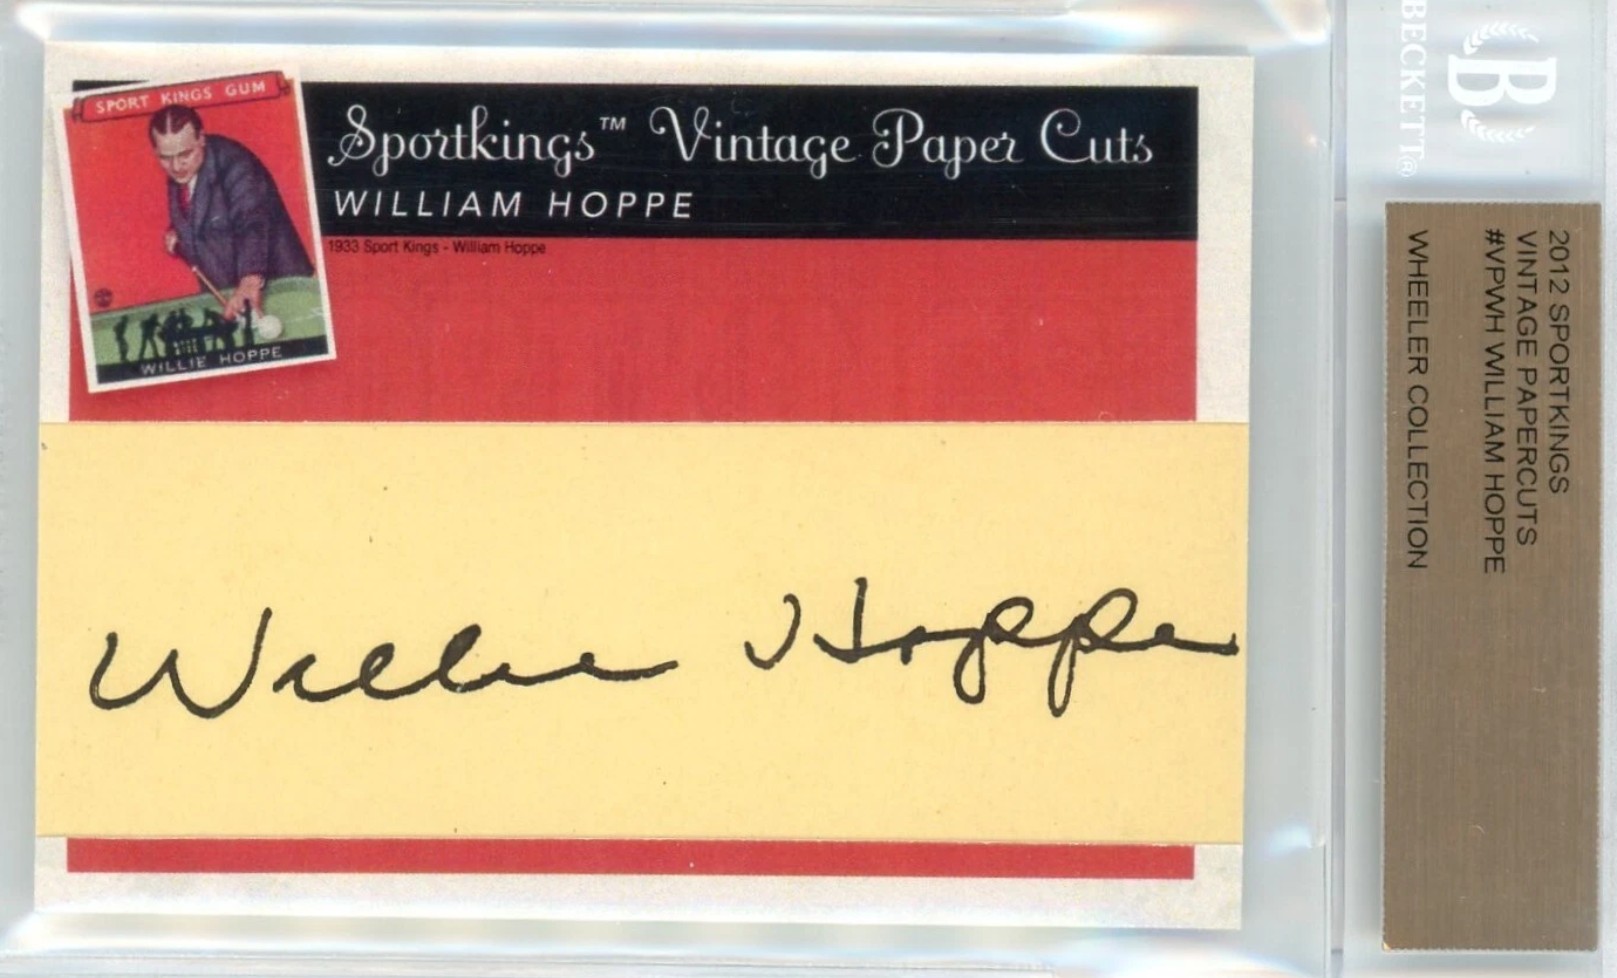 SPORT KINGS GUM
WILLIE HOPPE
Sportkings™ Vintage Paper Cuts
WILLIAM HOPPE
1933 Sport Kings - William Hoppe
Willie Hoppe
B
BECKETT®
2012 SPORTKINGS
VINTAGE PAPERCUTS
#VPWH WILLIAM HOPPE
WHEELER COLLECTION